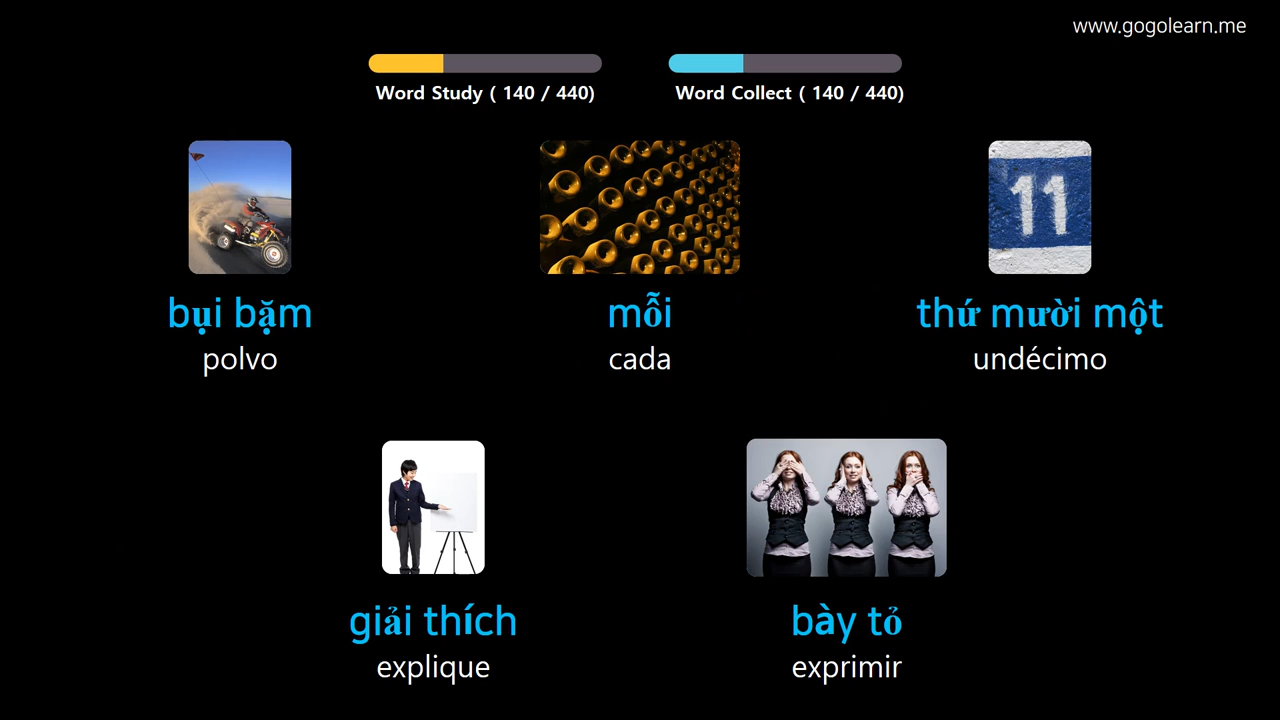 www.gogolearn.me
Word Study ( 140 / 440)
Word Collect ( 140 / 440)
11
bụi bặm
mỗi
thứ mười một
polvo
cada
undécimo
giải thích
bày tỏ
explique
exprimir